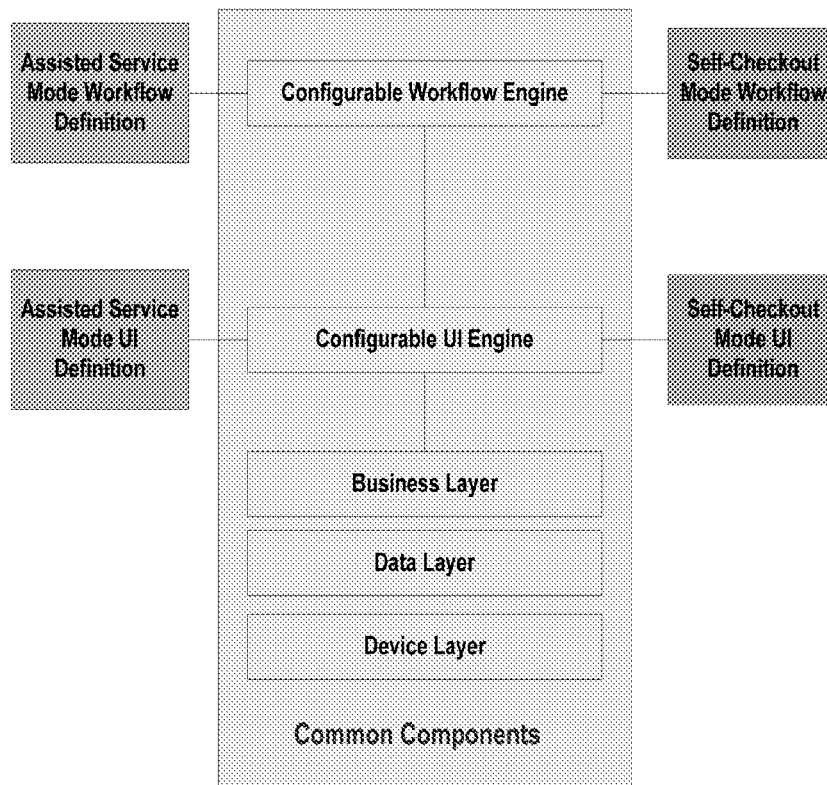 Assisted Service
Mode Workflow
Definition
Configurable Workflow Engine
Self-Checkout
Mode Workflow
Definition
Assisted Service
Mode UI
Definition
Configurable UI Engine
Self-Checkout
Mode UI
Definition
Business Layer
Data Layer
Device Layer
Common Components